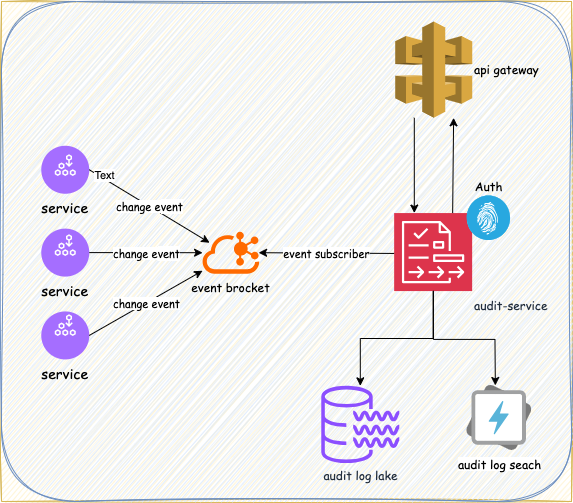 api gateway
Text
Auth
service
change event
change event
event subscriber
service
event brocket
change event
audit-service
service
audit log lake
audit log seach